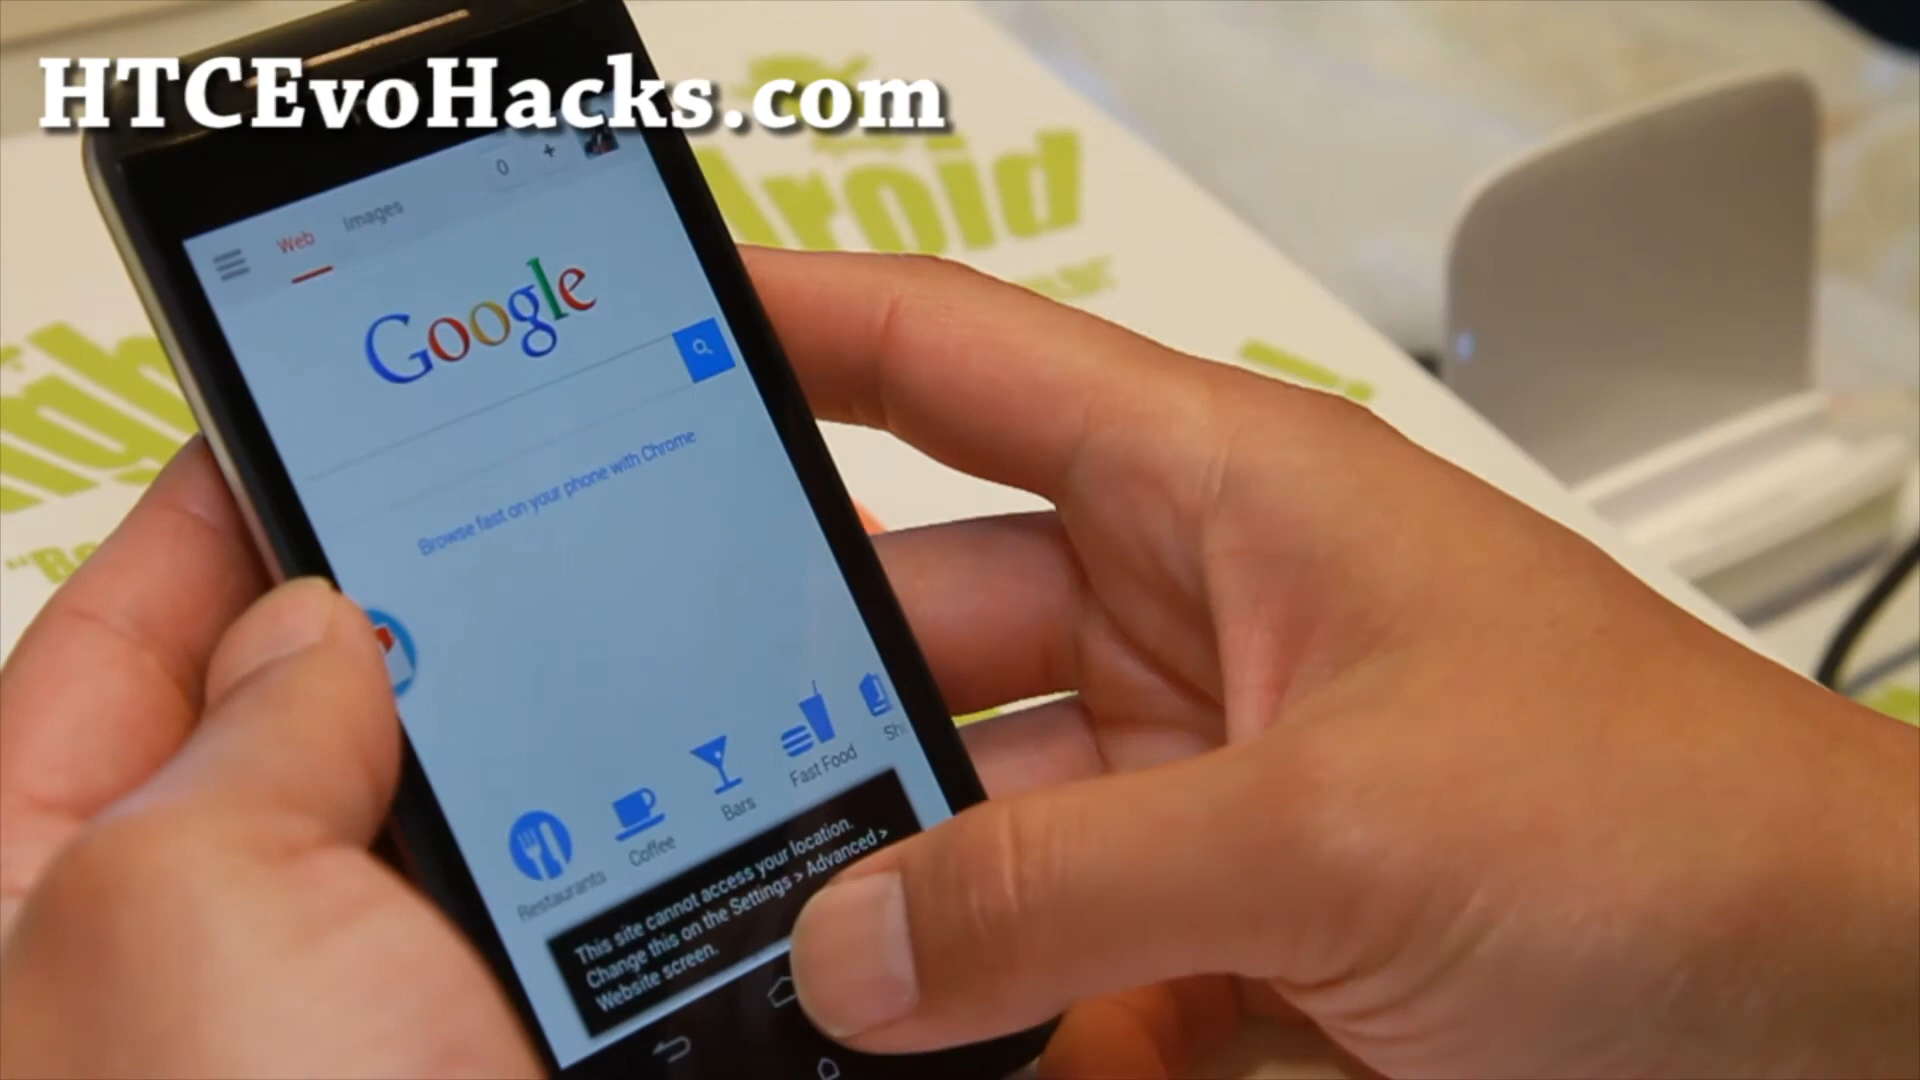 HTCEvoHacks.com
0 +
Web Images
Google
Browse fast on your phone with Chrome
Restaurants Coffee Bars Fast Food
This site cannot access your location.
Change this on the Settings > Advanced >
Website screen.